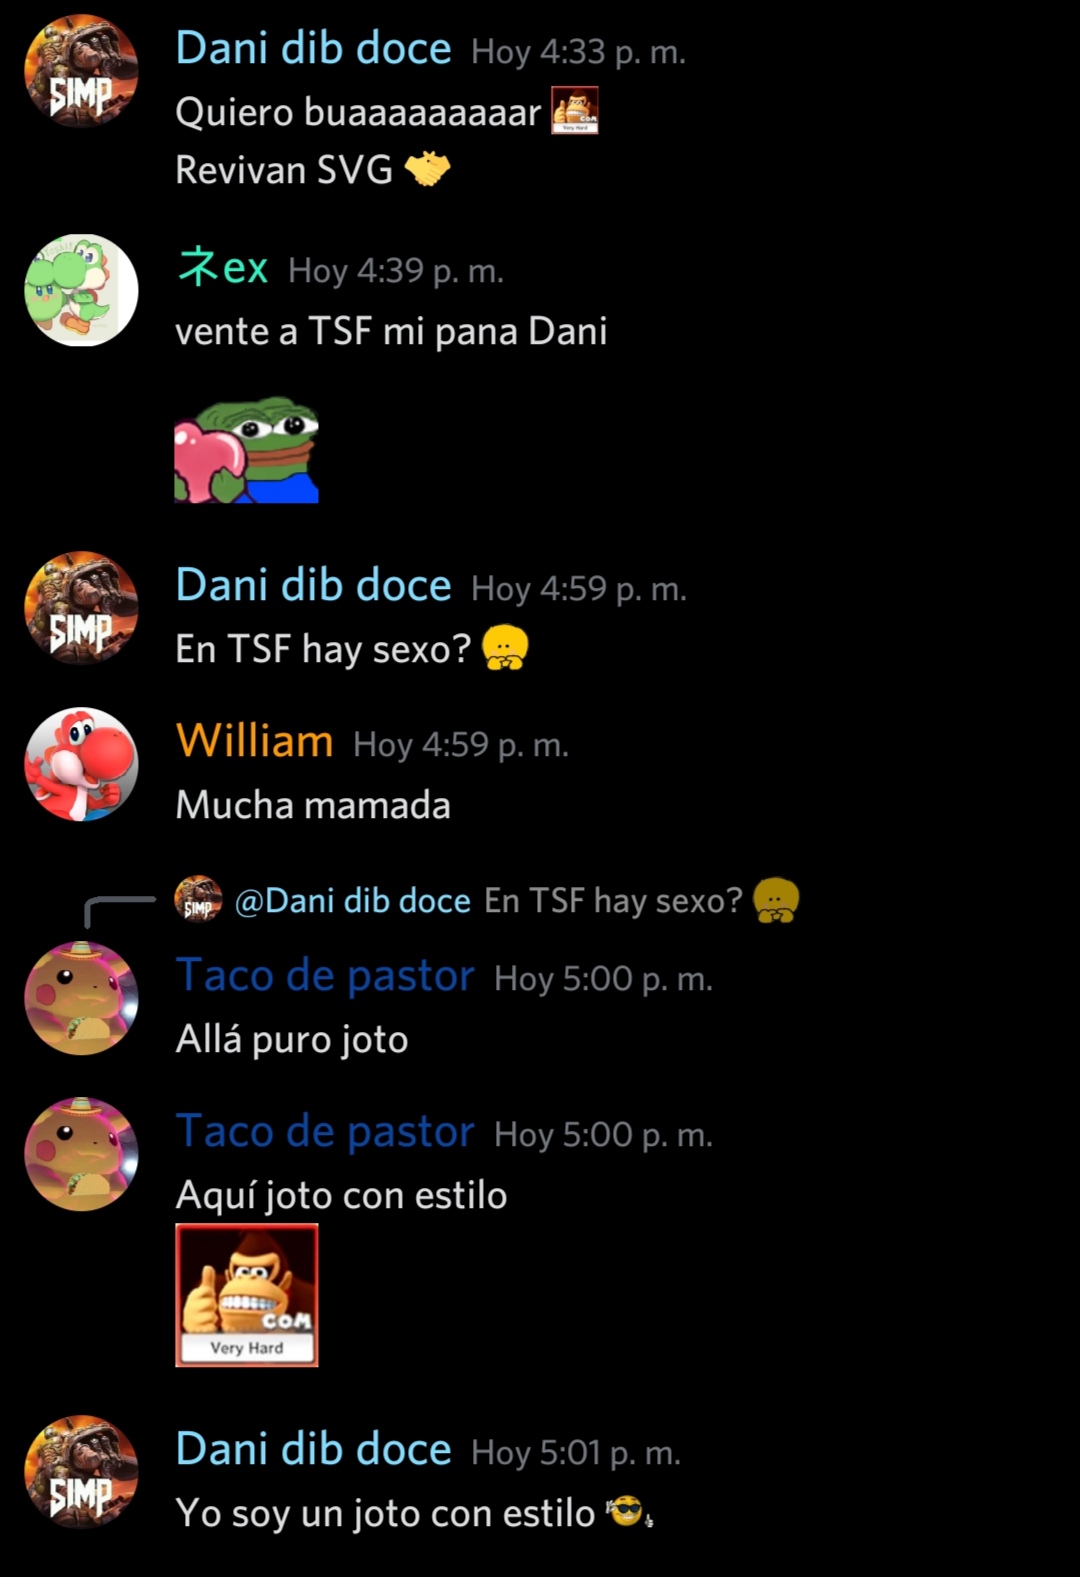 SIMP
Dani dib doce Hoy 4:33 p. m.
Quiero buaaaaaaaaar
COM
Very Hard
Revivan SVG
ネex Hoy 4:39 p. m.
vente a TSF mi pana Dani
SIMP
Dani dib doce Hoy 4:59 p. m.
En TSF hay sexo?
William Hoy 4:59 p. m.
Mucha mamada
SIMP
@Dani dib doce En TSF hay sexo?
Taco de pastor Hoy 5:00 p. m.
Allá puro joto
Taco de pastor Hoy 5:00 p. m.
Aquí joto con estilo
COM
Very Hard
SIMP
Dani dib doce Hoy 5:01 p. m.
Yo soy un joto con estilo